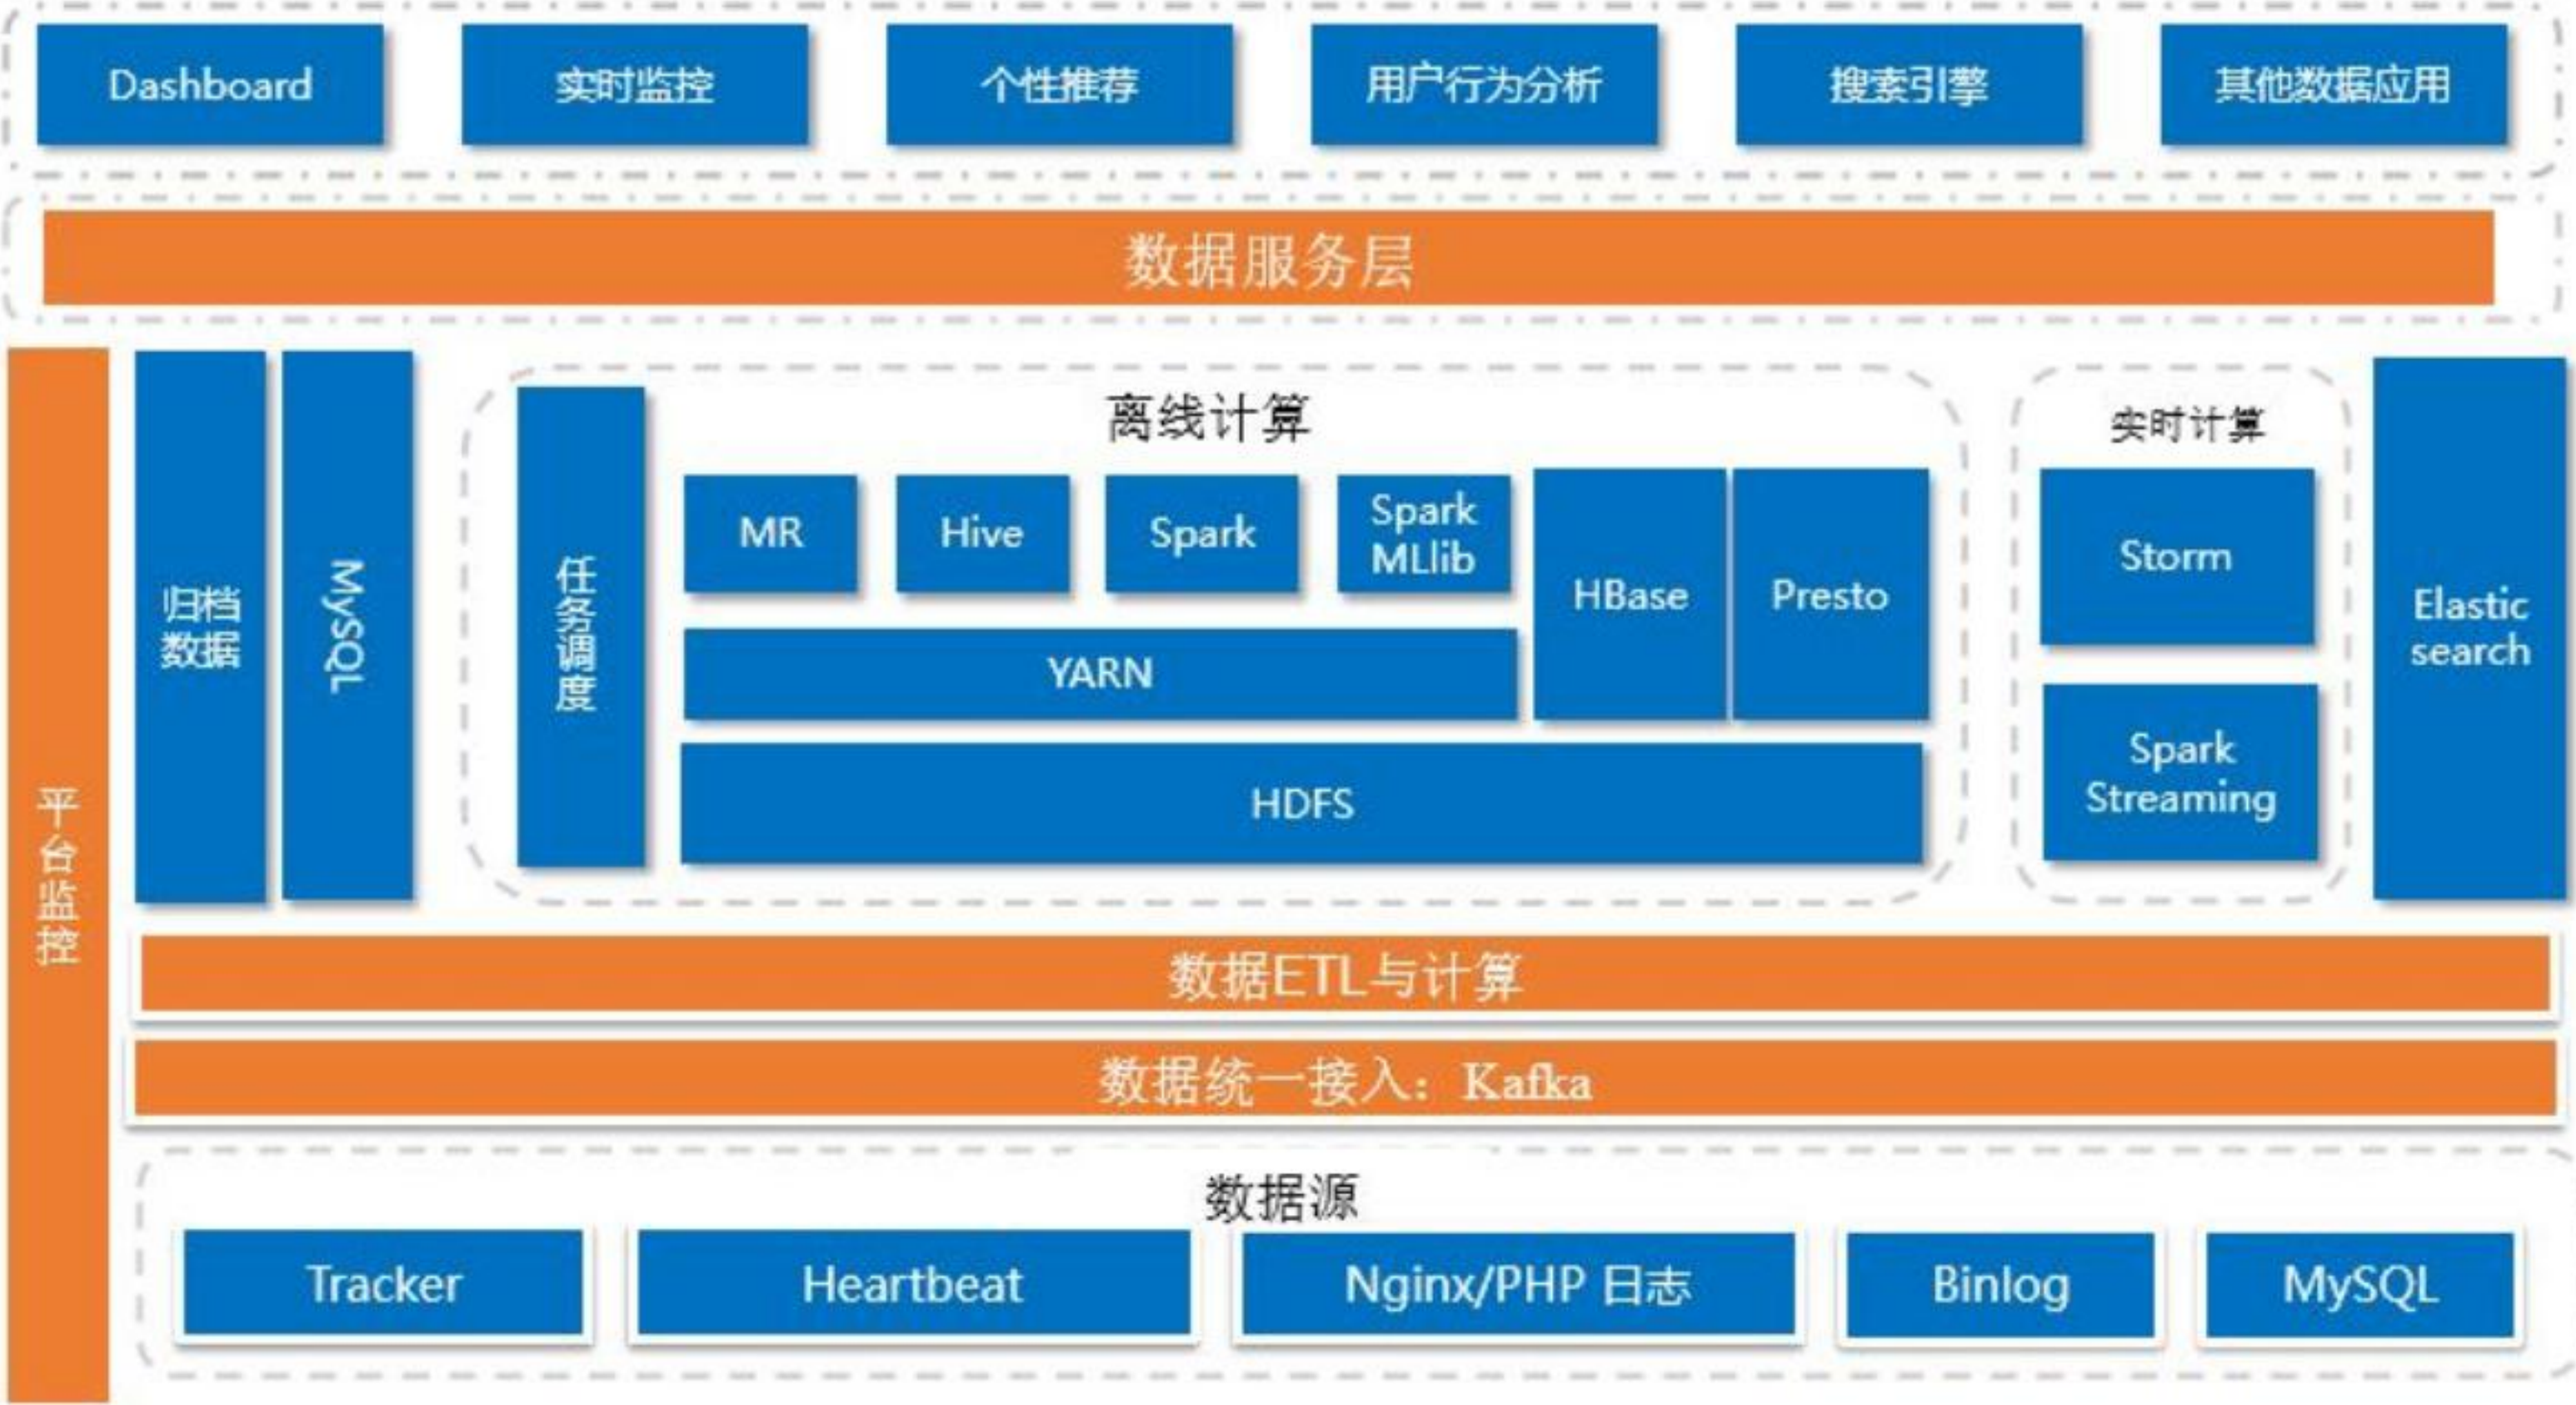 Dashboard
实时监控
个性推荐
用户行为分析
搜索引擎
其他数据应用
数据服务层
平台监控
归档
数据
MySQL
任务调度
离线计算
MR
Hive
Spark
Spark
MLlib
HBase
Presto
YARN
HDFS
实时计算
Storm
Spark
Streaming
Elastic
search
数据ETL与计算
数据统一接入：Kafka
数据源
Tracker
Heartbeat
Nginx/PHP 日志
Binlog
MySQL